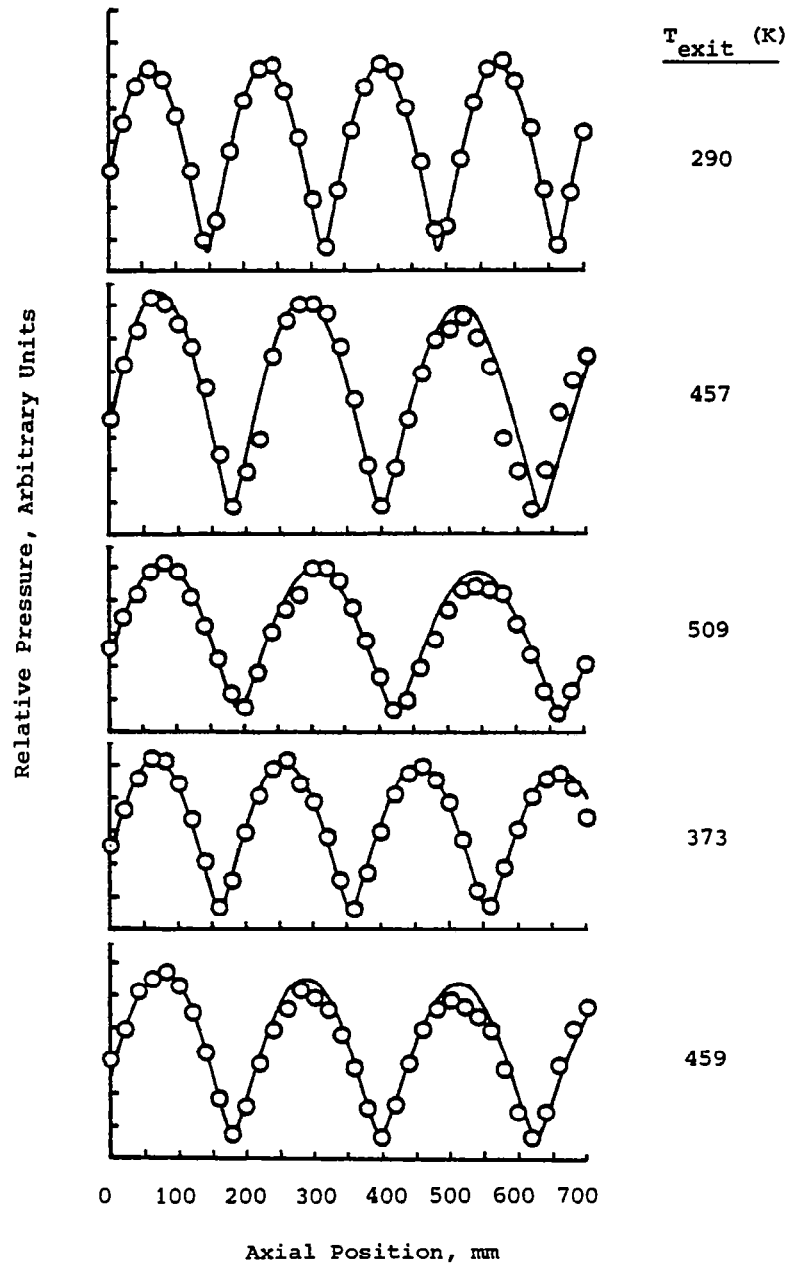 T_exit (K)
290
457
509
373
459
Relative Pressure, Arbitrary Units
0 100 200 300 400 500 600 700
Axial Position, mm